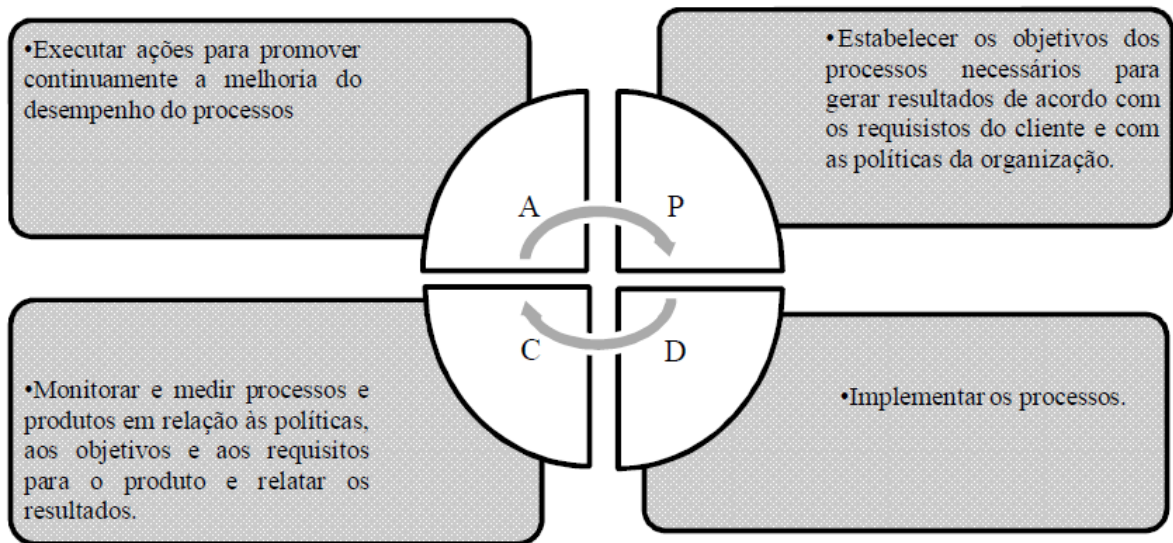 •Executar ações para promover
continuamente a melhoria do
desempenho do processos
•Estabelecer os objetivos dos
processos necessários para
gerar resultados de acordo com
os requisistos do cliente e com
as políticas da organização.
A
P
C
D
•Monitorar e medir processos e
produtos em relação às políticas,
aos objetivos e aos requisitos
para o produto e relatar os
resultados.
•Implementar os processos.